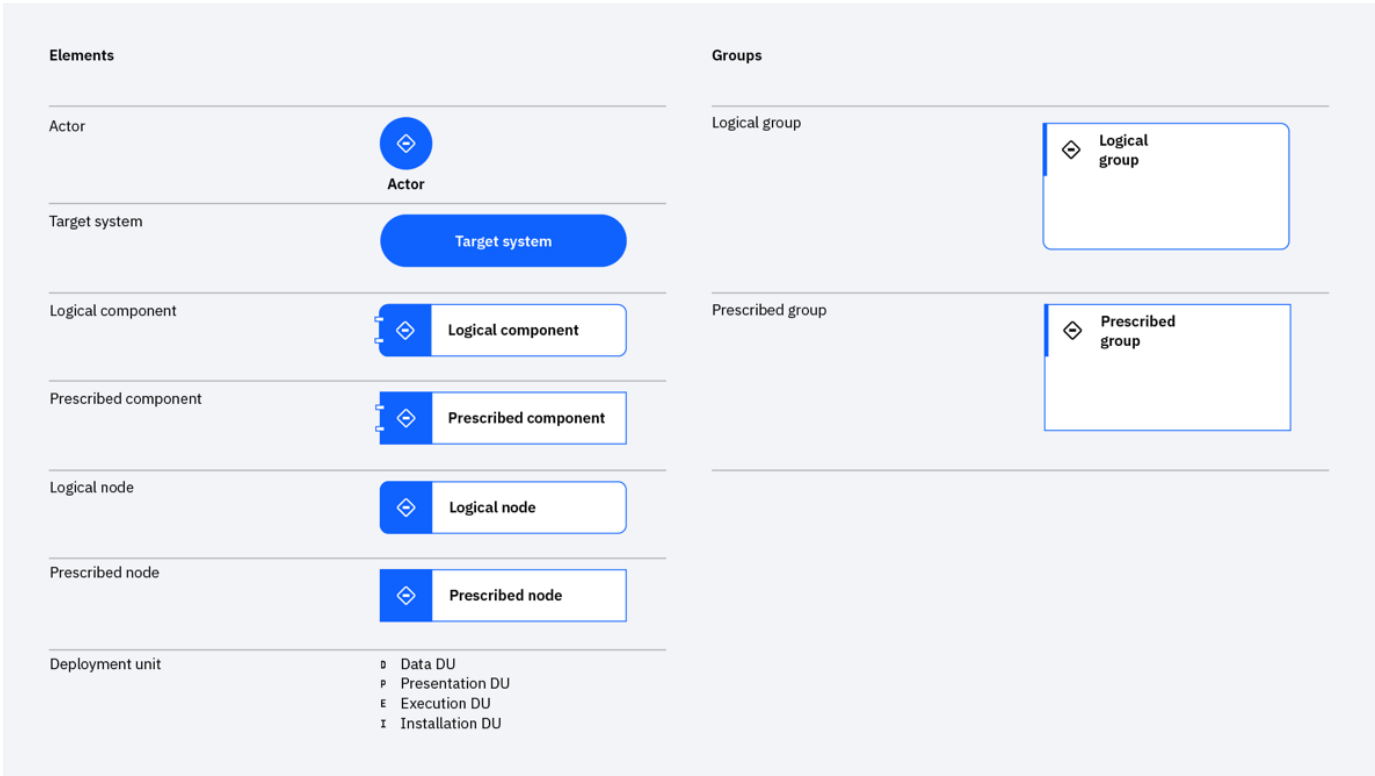 Elements
Actor
Actor
Target system
Target system
Logical component
Logical component
Prescribed component
Prescribed component
Logical node
Logical node
Prescribed node
Prescribed node
Deployment unit
D Data DU
P Presentation DU
E Execution DU
I Installation DU
Groups
Logical group
Logical
group
Prescribed group
Prescribed
group